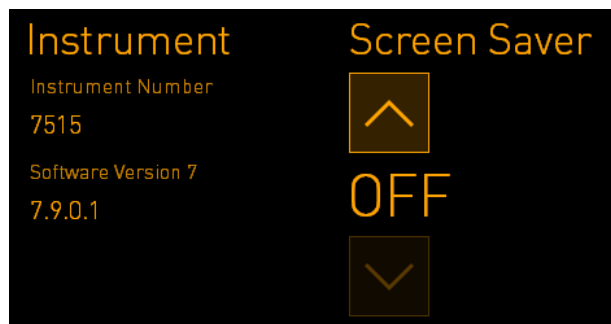 Instrument
Instrument Number
7515
Software Version 7
7.9.0.1
Screen Saver
OFF